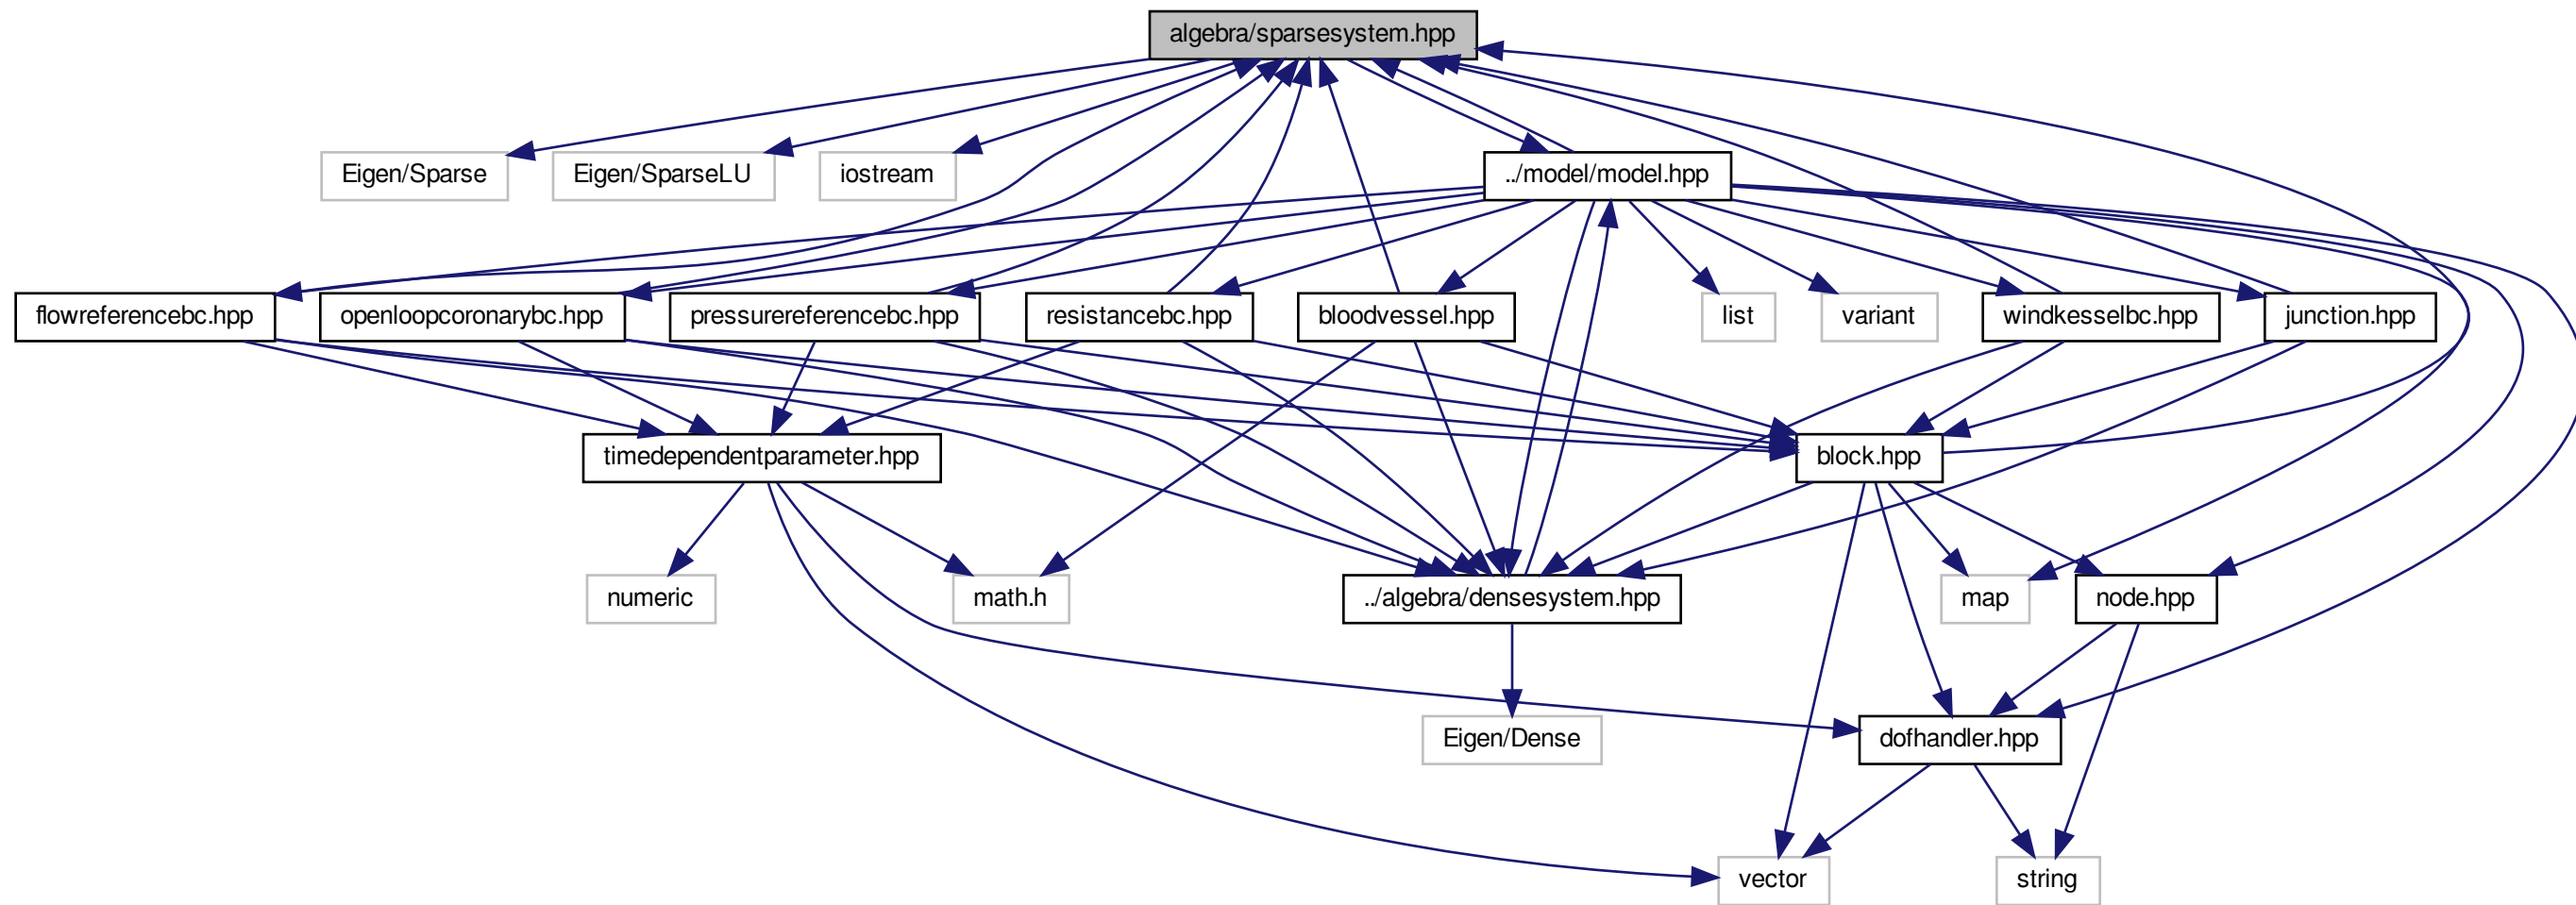 algebra/sparsesystem.hpp
Eigen/Sparse
Eigen/SparseLU
iostream
../model/model.hpp
flowreferencebc.hpp
openloopcoronarybc.hpp
pressurereferencebc.hpp
resistancebc.hpp
bloodvessel.hpp
list
variant
windkesselbc.hpp
junction.hpp
timedependentparameter.hpp
block.hpp
numeric
math.h
../algebra/densesystem.hpp
map
node.hpp
Eigen/Dense
dofhandler.hpp
vector
string